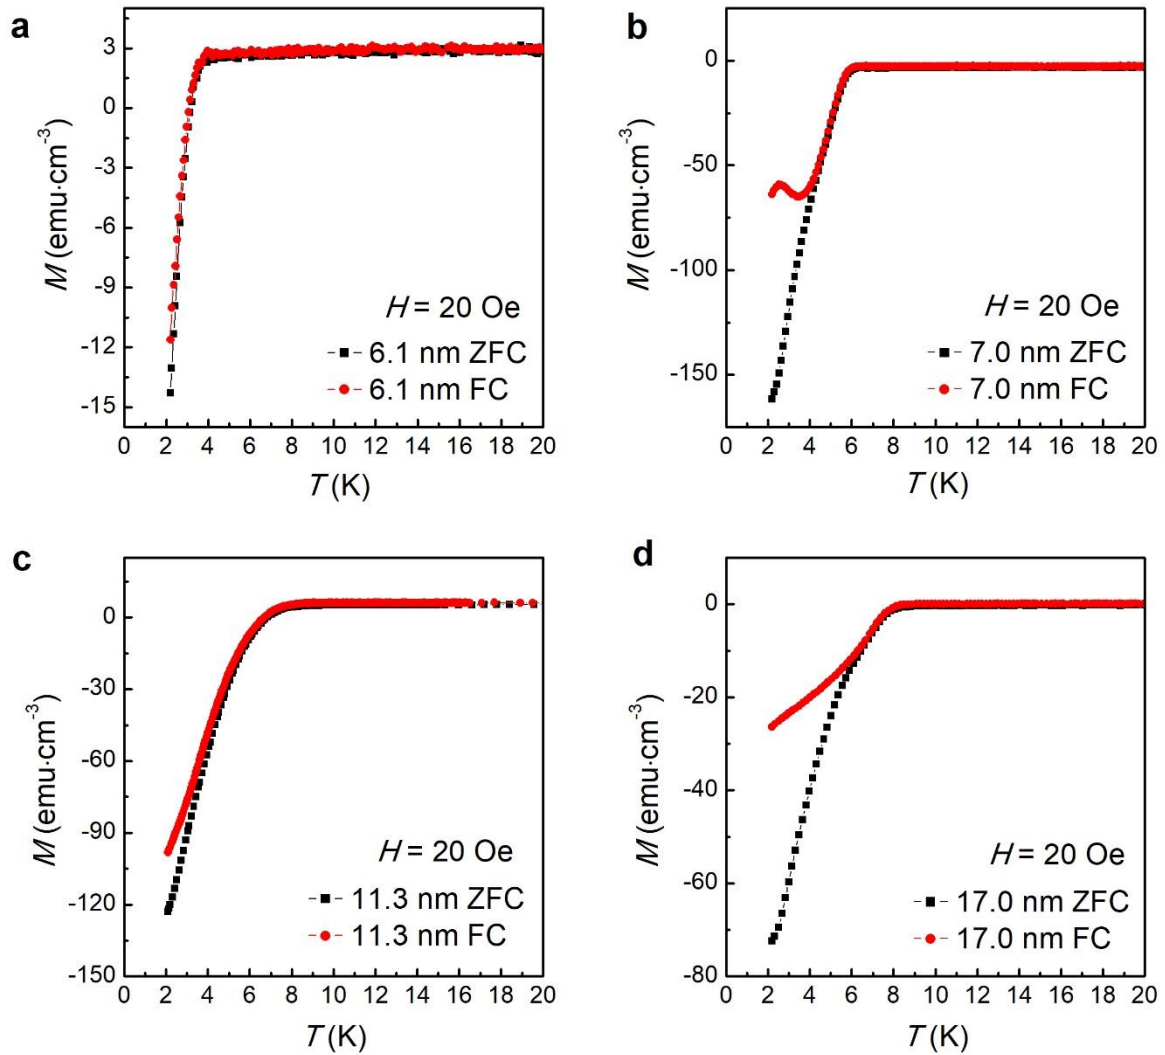 a
3
0
-3
-6
-9
-12
-15
M (emu·cm-3)
H = 20 Oe
6.1 nm ZFC
6.1 nm FC
0 2 4 6 8 10 12 14 16 18 20
T (K)
b
0
-50
-100
-150
M (emu·cm-3)
H = 20 Oe
7.0 nm ZFC
7.0 nm FC
0 2 4 6 8 10 12 14 16 18 20
T (K)
c
0
-30
-60
-90
-120
-150
M (emu·cm-3)
H = 20 Oe
11.3 nm ZFC
11.3 nm FC
0 2 4 6 8 10 12 14 16 18 20
T (K)
d
0
-20
-40
-60
-80
M (emu·cm-3)
H = 20 Oe
17.0 nm ZFC
17.0 nm FC
0 2 4 6 8 10 12 14 16 18 20
T (K)